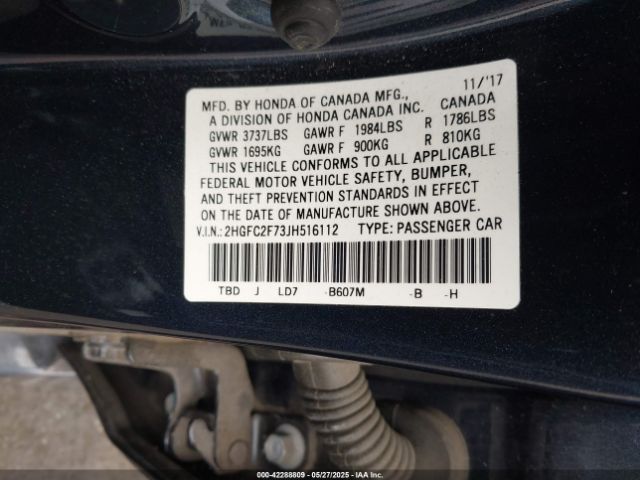 11/'17
MFD. BY HONDA OF CANADA MFG., CANADA
A DIVISION OF HONDA CANADA INC.
GVWR 3737LBS GAWR F 1984LBS R 1786LBS
GVWR 1695KG GAWR F 900KG R 810KG
THIS VEHICLE CONFORMS TO ALL APPLICABLE
FEDERAL MOTOR VEHICLE SAFETY, BUMPER,
AND THEFT PREVENTION STANDARDS IN EFFECT
ON THE DATE OF MANUFACTURE SHOWN ABOVE.
V.I.N.: 2HGFC2F73JH516112 TYPE: PASSENGER CAR
TBD J LD7 -B607M -B -H
000-42288809 - 05/27/2025 - © IAA, Inc.